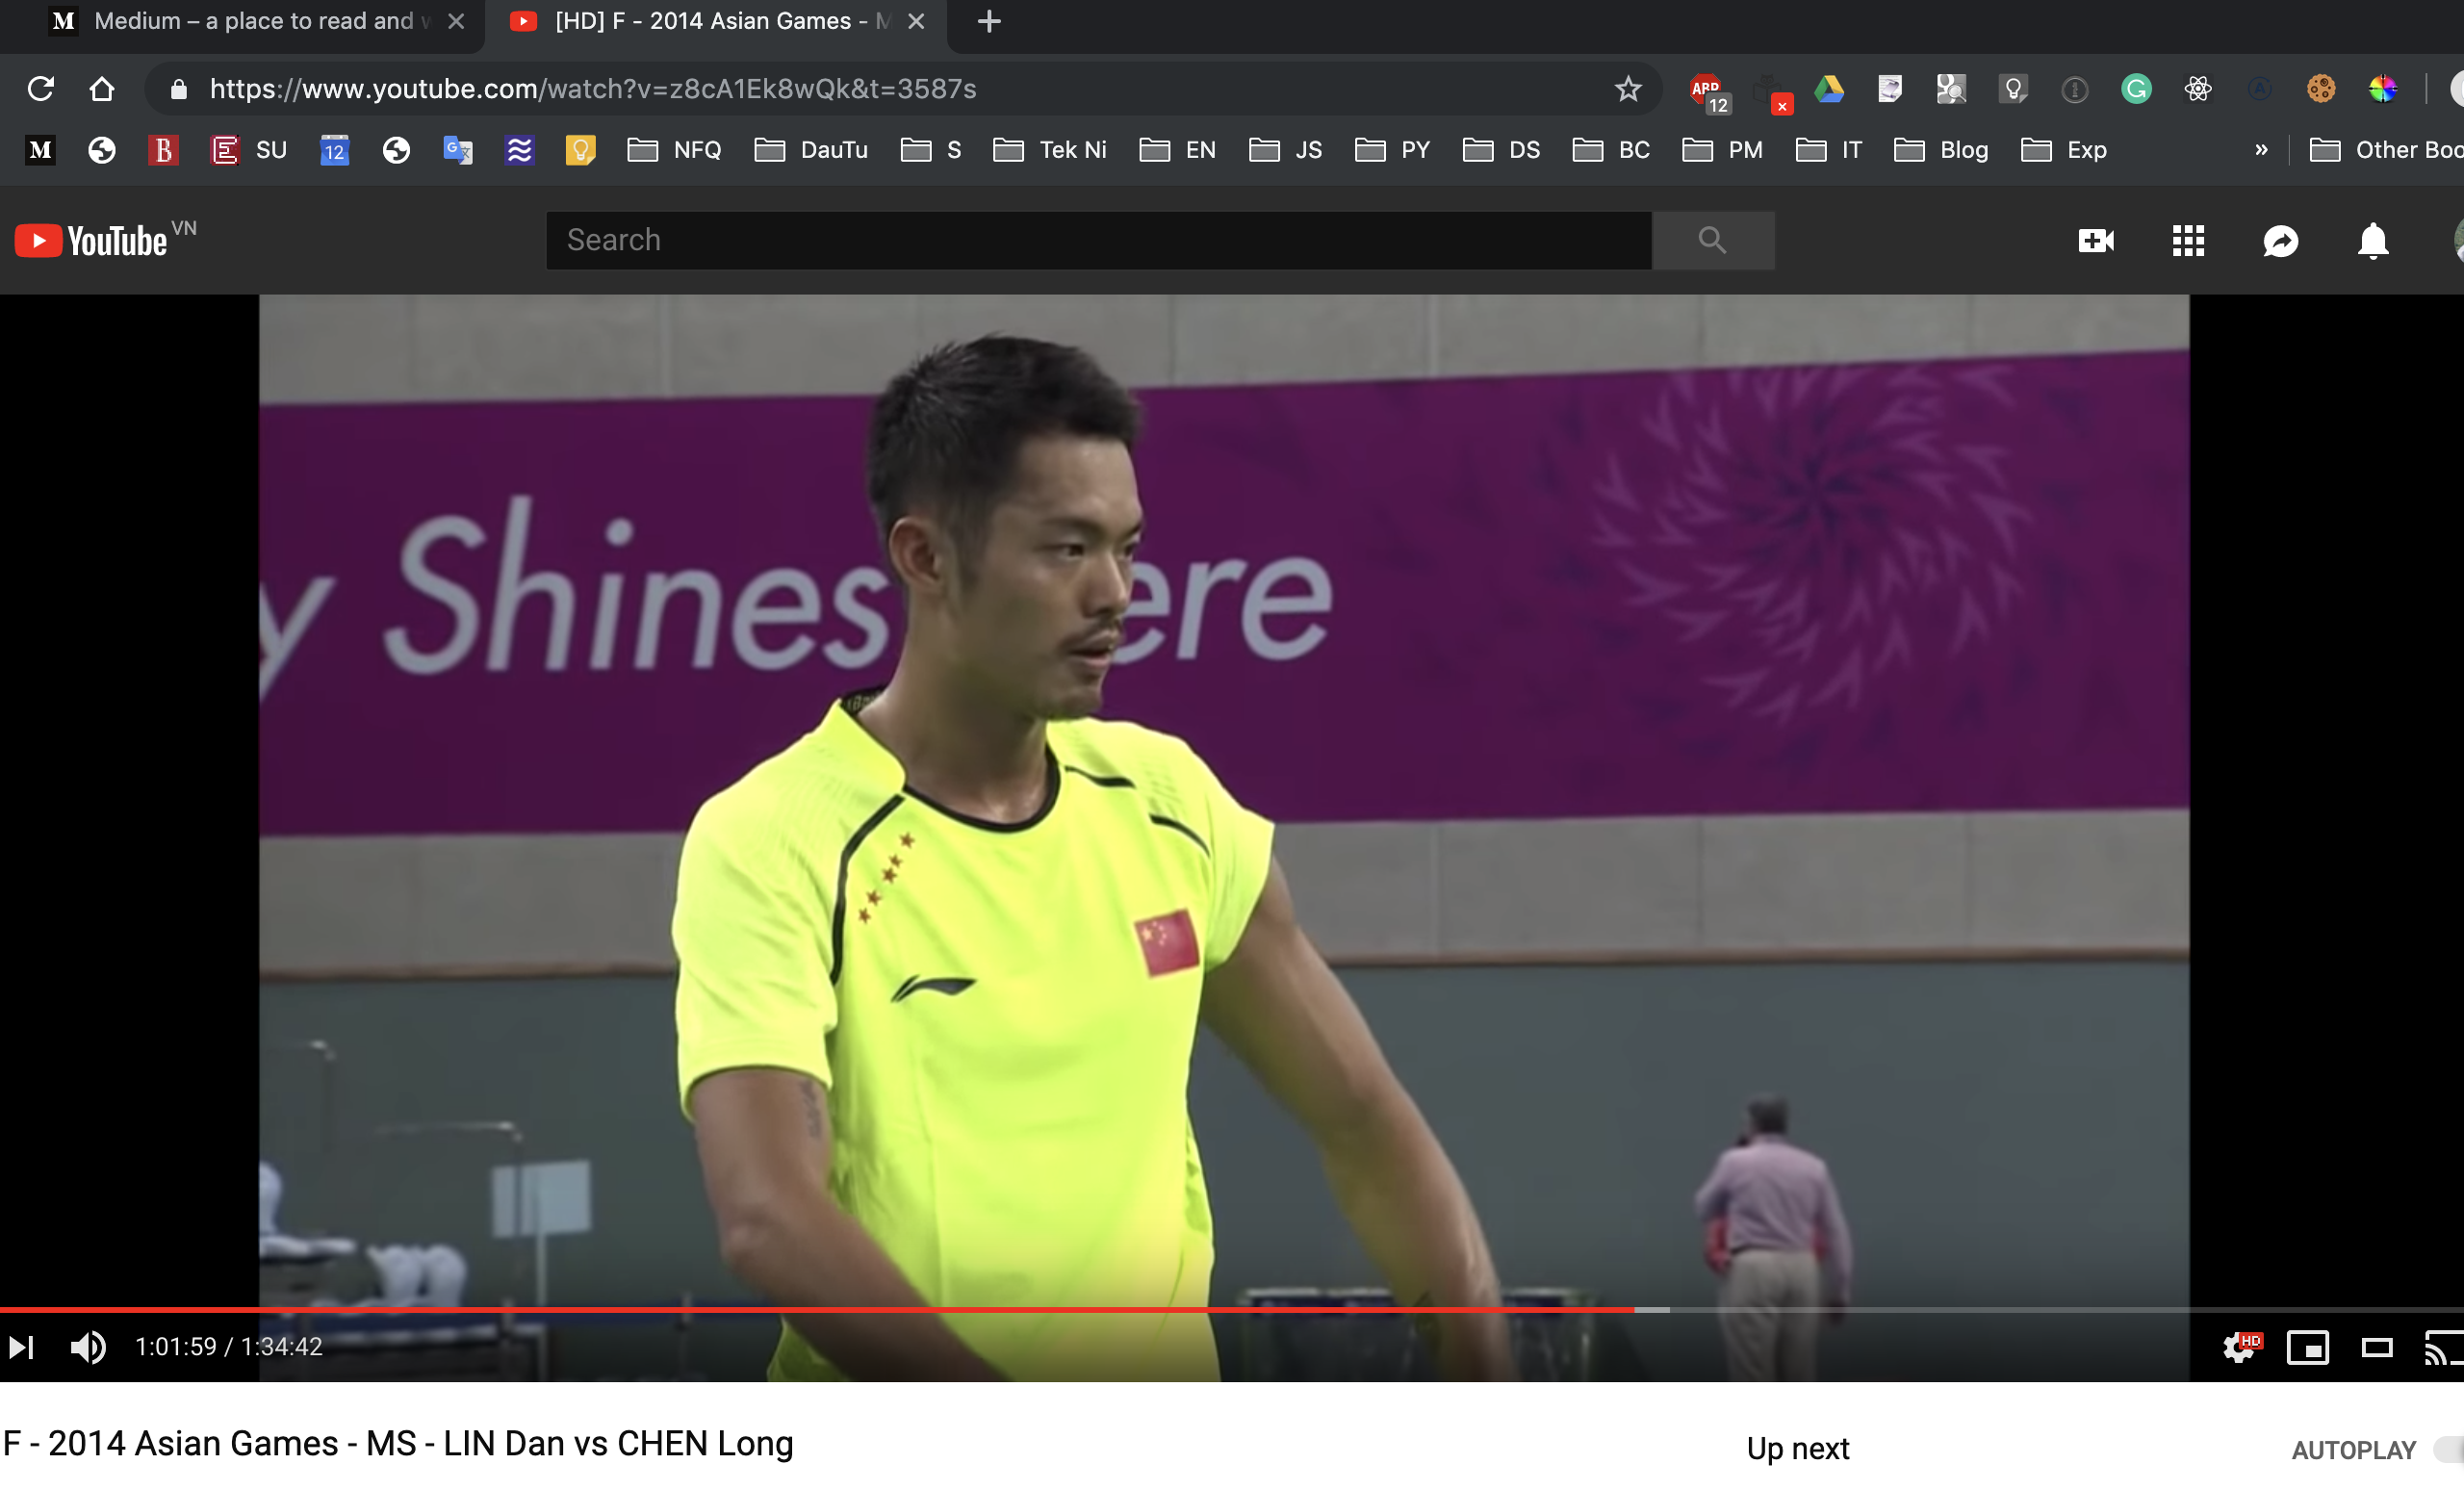 M Medium – a place to read and w
[HD] F - 2014 Asian Games - M
https://www.youtube.com/watch?v=z8cA1Ek8wQk&t=3587s
ABP 12
M B E SU 12 G NFQ DauTu S Tek Ni EN JS PY DS BC PM IT Blog Exp » Other Boo
YouTube VN
Search
y Shines ere
1:01:59 / 1:34:42
HD
F - 2014 Asian Games - MS - LIN Dan vs CHEN Long
Up next
AUTOPLAY